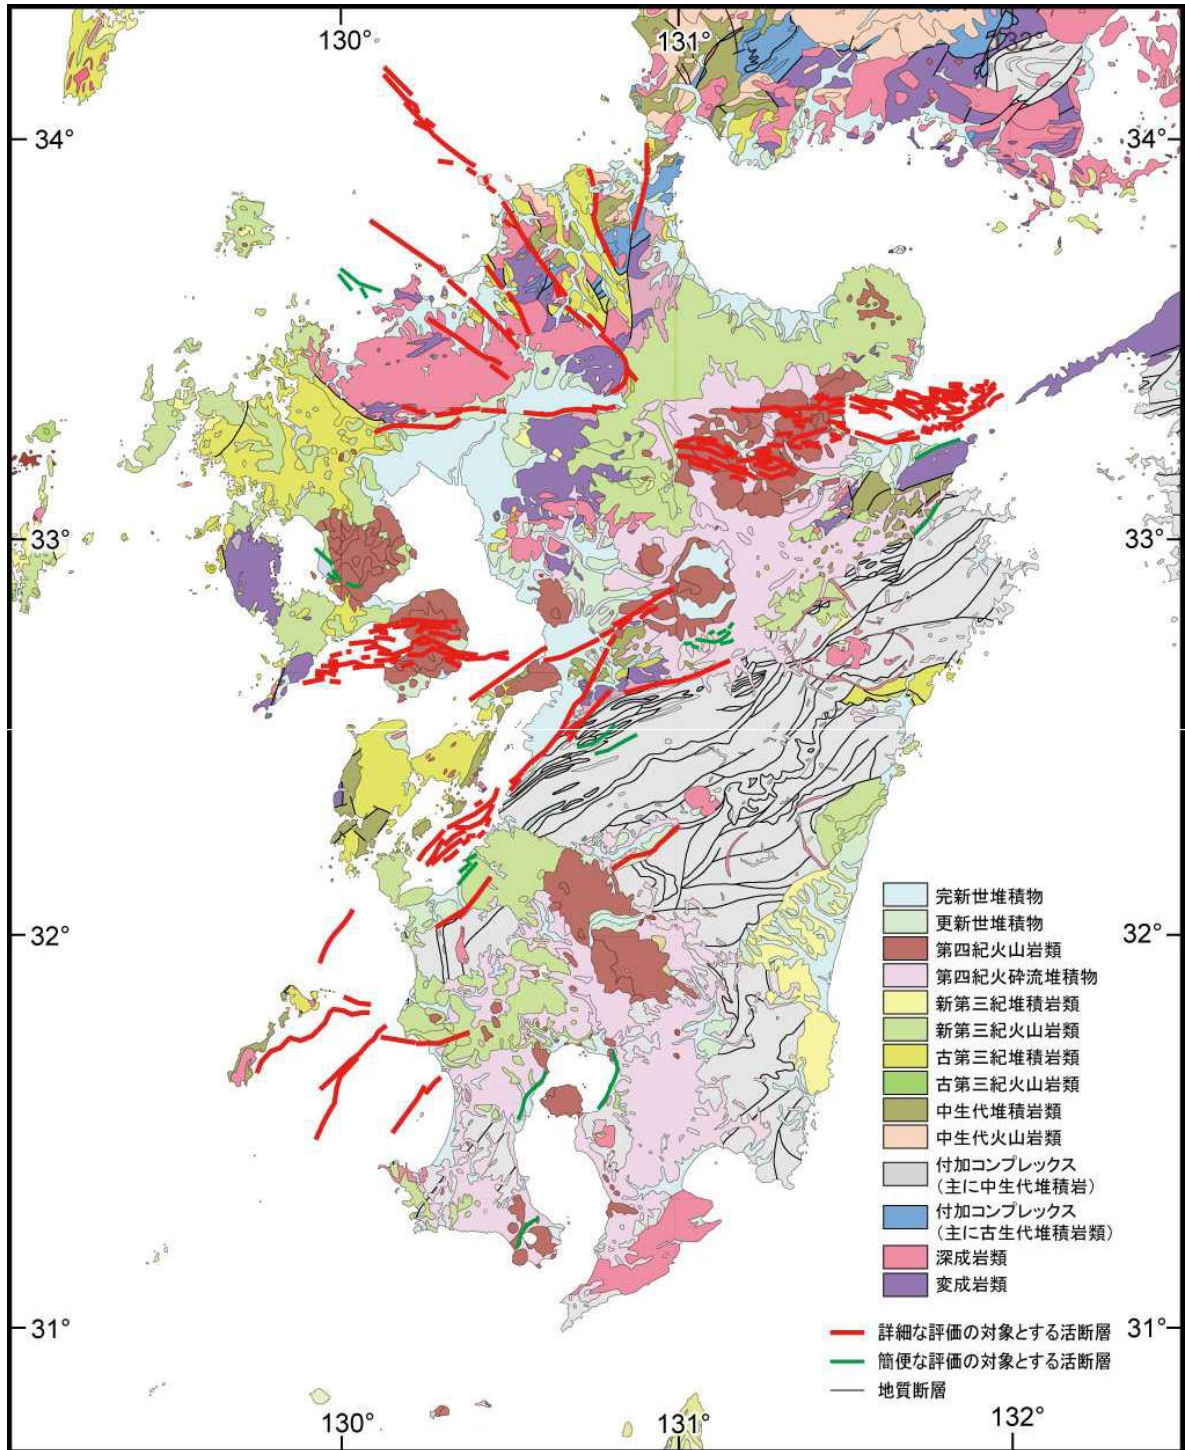 130°
131°
132°
34°
34°
33°
33°
32°
32°
31°
31°
完新世堆積物
更新世堆積物
第四紀火山岩類
第四紀火砕流堆積物
新第三紀堆積岩類
新第三紀火山岩類
古第三紀堆積岩類
古第三紀火山岩類
中生代堆積岩類
中生代火山岩類
付加コンプレックス
(主に中生代堆積岩)
付加コンプレックス
(主に古生代堆積岩類)
深成岩類
変成岩類
詳細な評価の対象とする活断層
簡便な評価の対象とする活断層
地質断層
130°
131°
132°